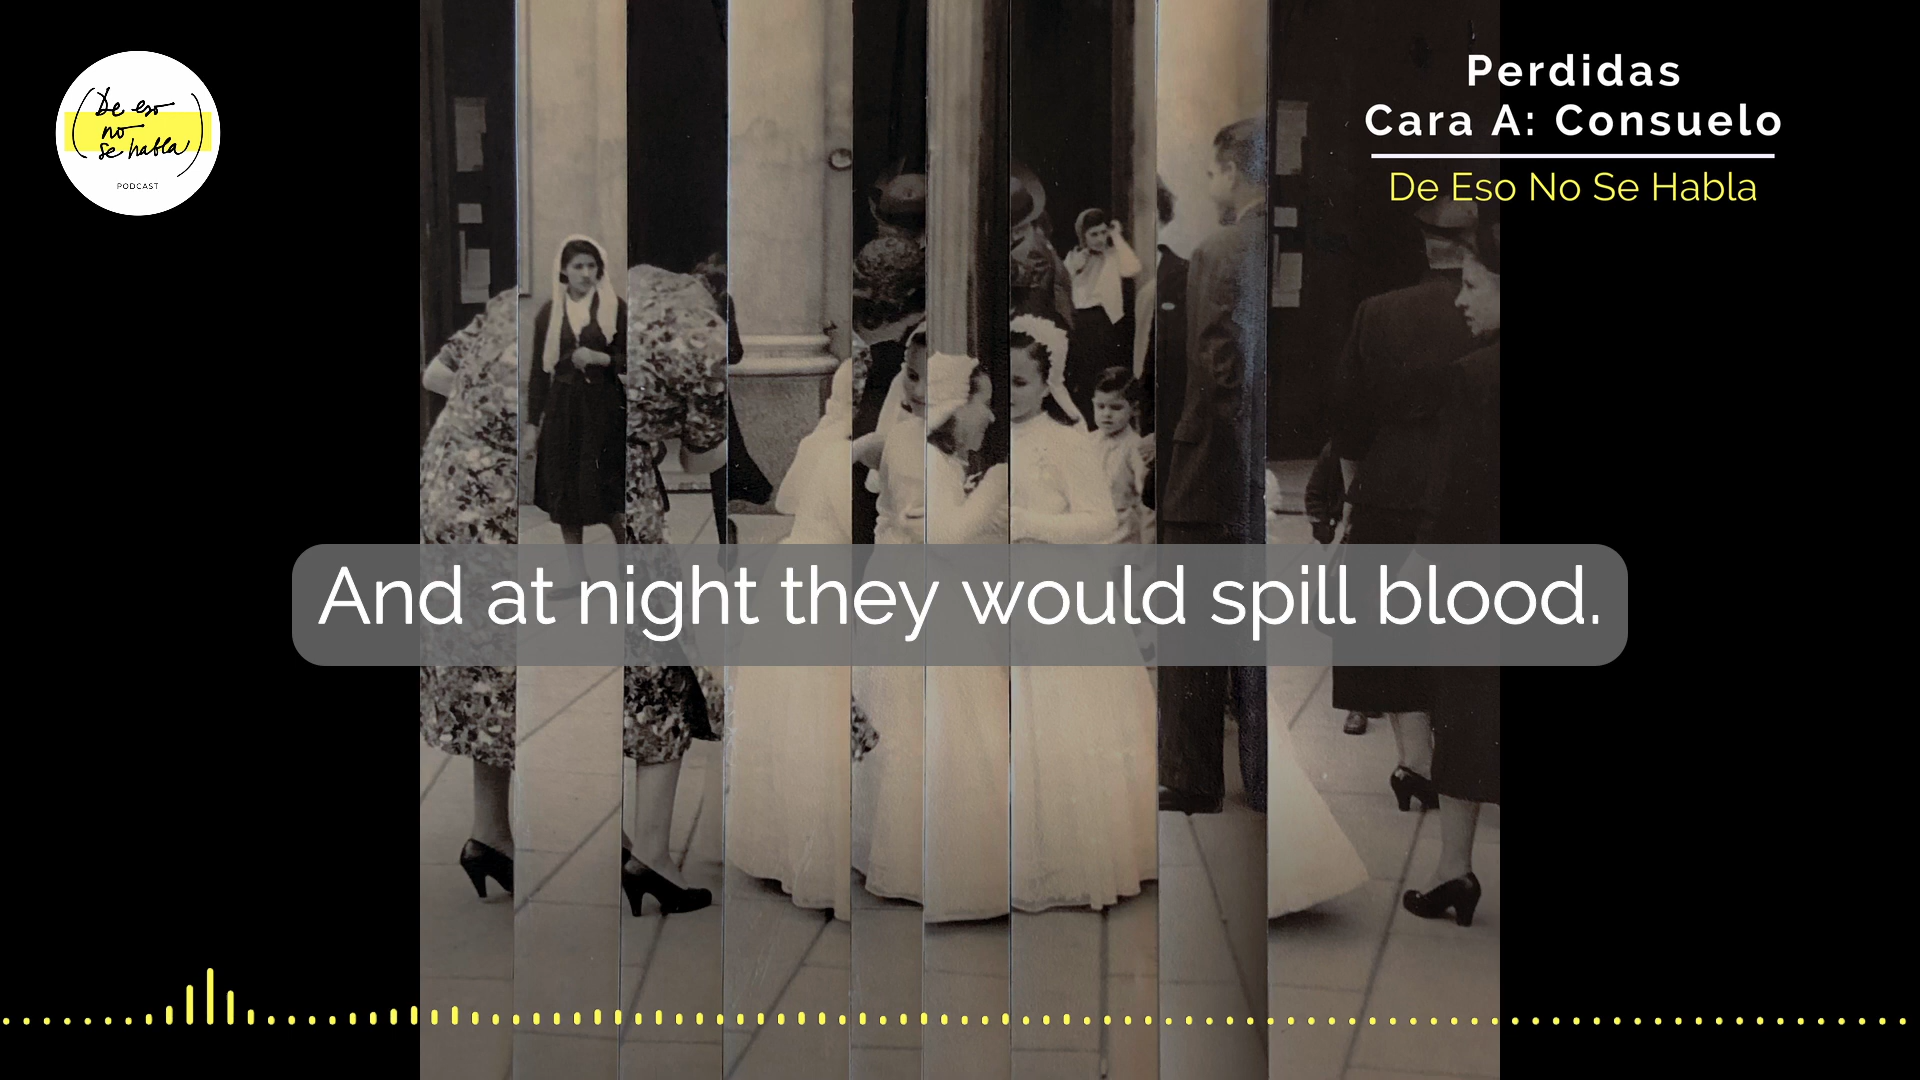 (De eso
no
se habla)
PODCAST
Perdidas
Cara A: Consuelo
De Eso No Se Habla
And at night they would spill blood.